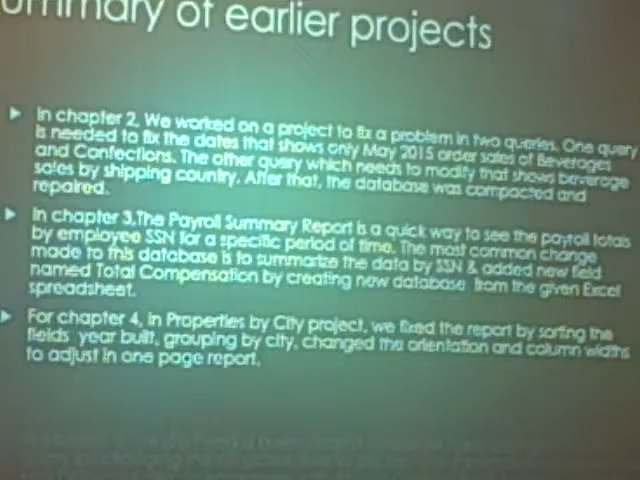 ummary of earlier projects
In chapter 2, We worked on a project to fix a problem in two queries. One query
is needed to fix the dates that shows only May 2015 order sales of Beverages
and Confections. The other query which needs to modify that shows beverage
sales by shipping country. After that, the database was compacted and
repaired.
In chapter 3,The Payroll Summary Report is a quick way to see the payroll totals
by employee SSN for a specific period of time. The most common change
made to this database is to summarize the data by SSN & added new field
named Total Compensation by creating new database from the given Excel
spreadsheet.
For chapter 4, in Properties by City project, we fixed the report by sorting the
fields year built, grouping by city, changed the orientation and column widths
to adjust in one page report.